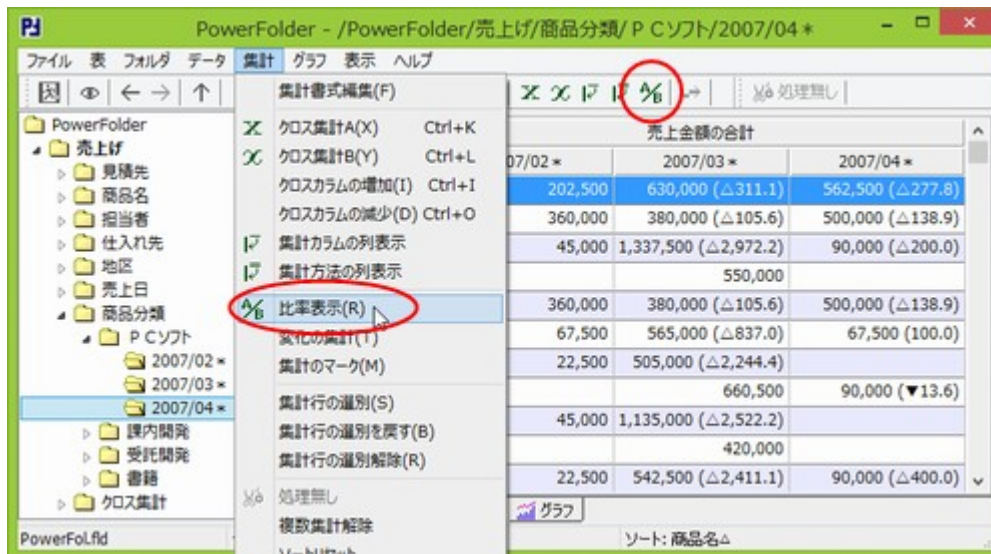 PowerFolder - /PowerFolder/売上げ/商品分類/ＰＣソフト/2007/04 *
ファイル 表 フォルダ データ 集計 グラフ 表示 ヘルプ
処理無し
PowerFolder
売上げ
見積先
商品名
担当者
仕入れ先
地区
売上日
商品分類
ＰＣソフト
2007/02 *
2007/03 *
2007/04 *
課内開発
受託開発
書籍
クロス集計
集計書式編集(F)
クロス集計A(X) Ctrl+K
クロス集計B(Y) Ctrl+L
クロスカラムの増加(I) Ctrl+I
クロスカラムの減少(D) Ctrl+O
集計カラムの列表示
集計方法の列表示
比率表示(R)
変化の集計(T)
集計のマーク(M)
集計行の選別(S)
集計行の選別を戻す(B)
集計行の選別解除(R)
処理無し
複数集計解除
ソートリセット
売上金額の合計
07/02 * 2007/03 * 2007/04 *
202,500 630,000 (△311.1) 562,500 (△277.8)
360,000 380,000 (△105.6) 500,000 (△138.9)
45,000 1,337,500 (△2,972.2) 90,000 (△200.0)
550,000
360,000 380,000 (△105.6) 500,000 (△138.9)
67,500 565,000 (△837.0) 67,500 (100.0)
22,500 505,000 (△2,244.4)
660,500 90,000 (▼13.6)
45,000 1,135,000 (△2,522.2)
420,000
22,500 542,500 (△2,411.1) 90,000 (△400.0)
グラフ
PowerFol.fld
ソート: 商品名△